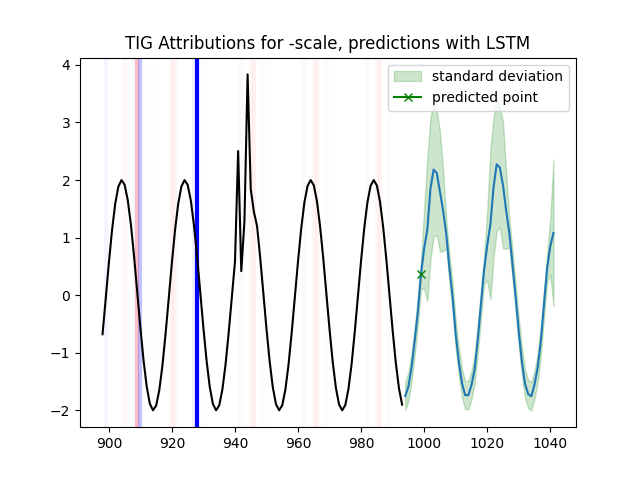 TIG Attributions for -scale, predictions with LSTM
standard deviation
predicted point
4
3
2
1
0
−1
−2
900 920 940 960 980 1000 1020 1040